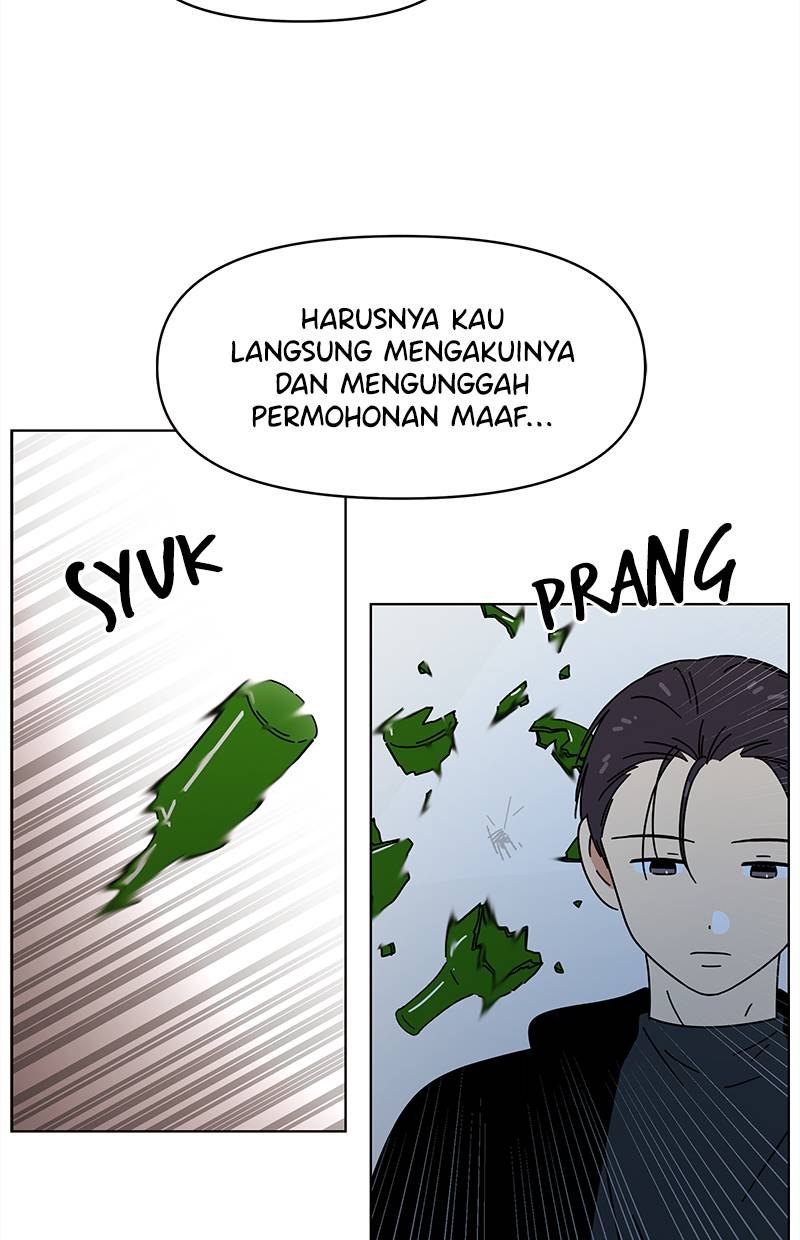 HARUSNYA KAU
LANGSUNG MENGAKUINYA
DAN MENGUNGGAH
PERMOHONAN MAAF...
SYUK
PRANG